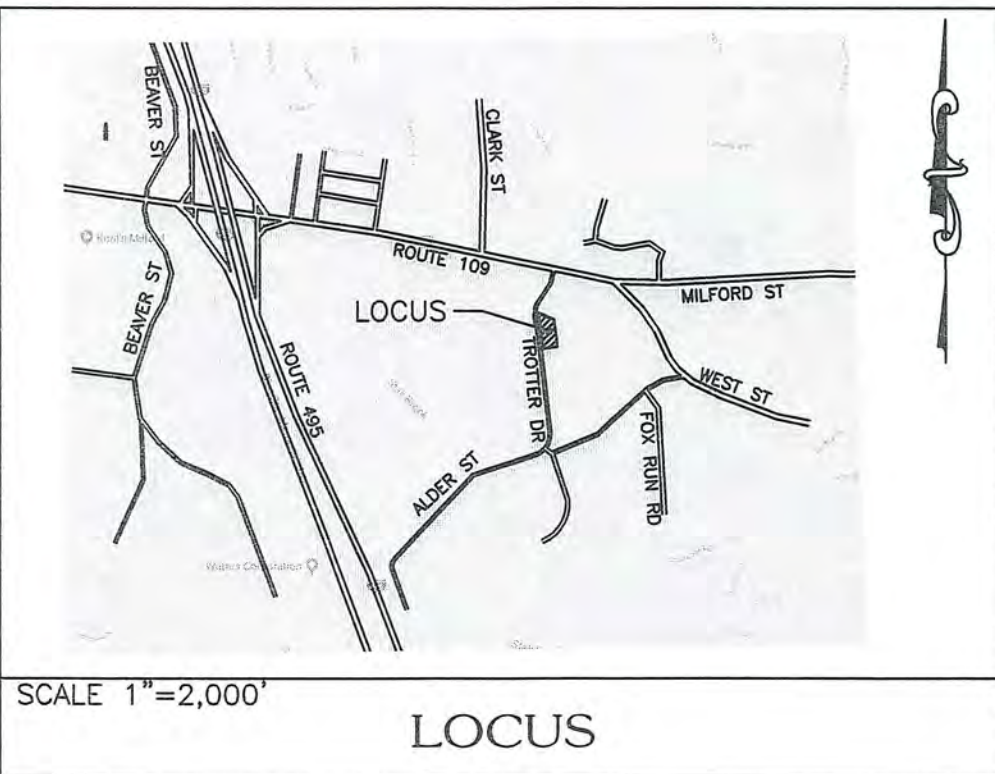 BEAVER ST
CLARK ST
ROUTE 109
MILFORD ST
BEAVER ST
LOCUS
TROTTER DR
ROUTE 495
WEST ST
FOX RUN RD
ALDER ST
SCALE 1"=2,000'
LOCUS